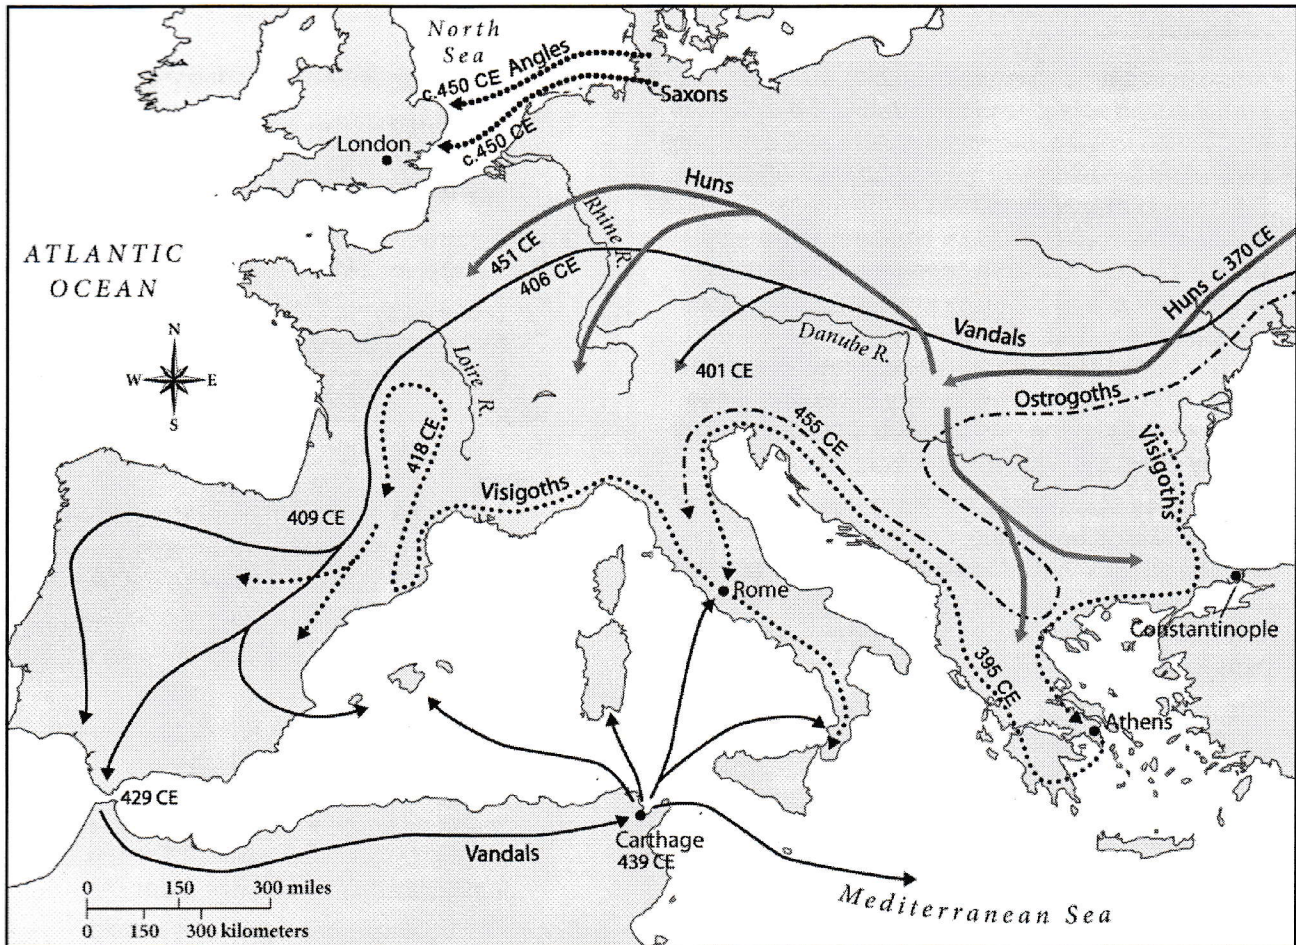 North
Sea
c.450 CE Angles
Saxons
c.450 CE
London
Huns
Rhine R.
ATLANTIC
OCEAN
451 CE
406 CE
Huns c. 370 CE
N
W E
S
Loire R.
Danube R.
Vandals
401 CE
Ostrogoths
418 CE
455 CE
Visigoths
Visigoths
409 CE
Rome
Constantinople
395 CE
Athens
429 CE
Carthage
439 CE
Vandals
0 150 300 miles
0 150 300 kilometers
Mediterranean Sea